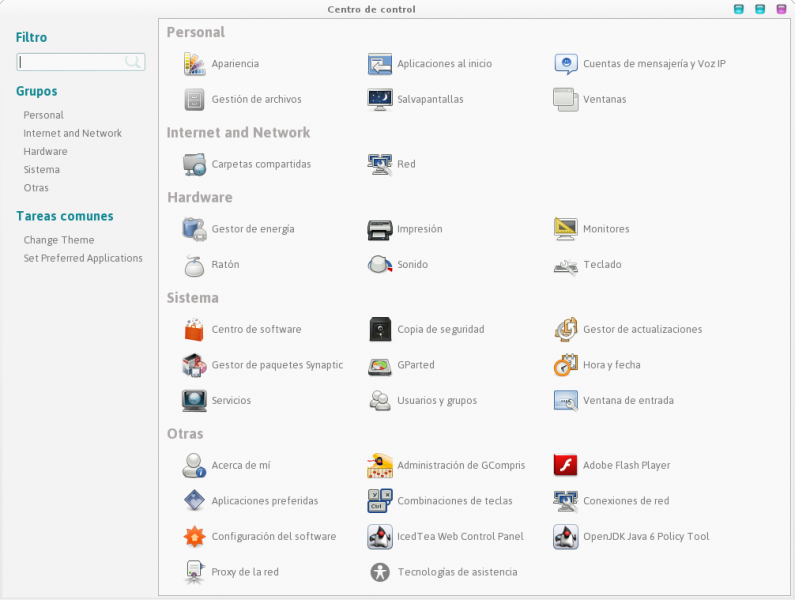 Centro de control
Filtro
Grupos
Personal
Internet and Network
Hardware
Sistema
Otras
Tareas comunes
Change Theme
Set Preferred Applications
Personal
Apariencia
Aplicaciones al inicio
Cuentas de mensajería y Voz IP
Gestión de archivos
Salvapantallas
Ventanas
Internet and Network
Carpetas compartidas
Red
Hardware
Gestor de energía
Impresión
Monitores
Ratón
Sonido
Teclado
Sistema
Centro de software
Copia de seguridad
Gestor de actualizaciones
Gestor de paquetes Synaptic
GParted
Hora y fecha
Servicios
Usuarios y grupos
Ventana de entrada
Otras
Acerca de mí
Administración de GCompris
Adobe Flash Player
Aplicaciones preferidas
Combinaciones de teclas
Conexiones de red
Configuración del software
IcedTea Web Control Panel
OpenJDK Java 6 Policy Tool
Proxy de la red
Tecnologías de asistencia